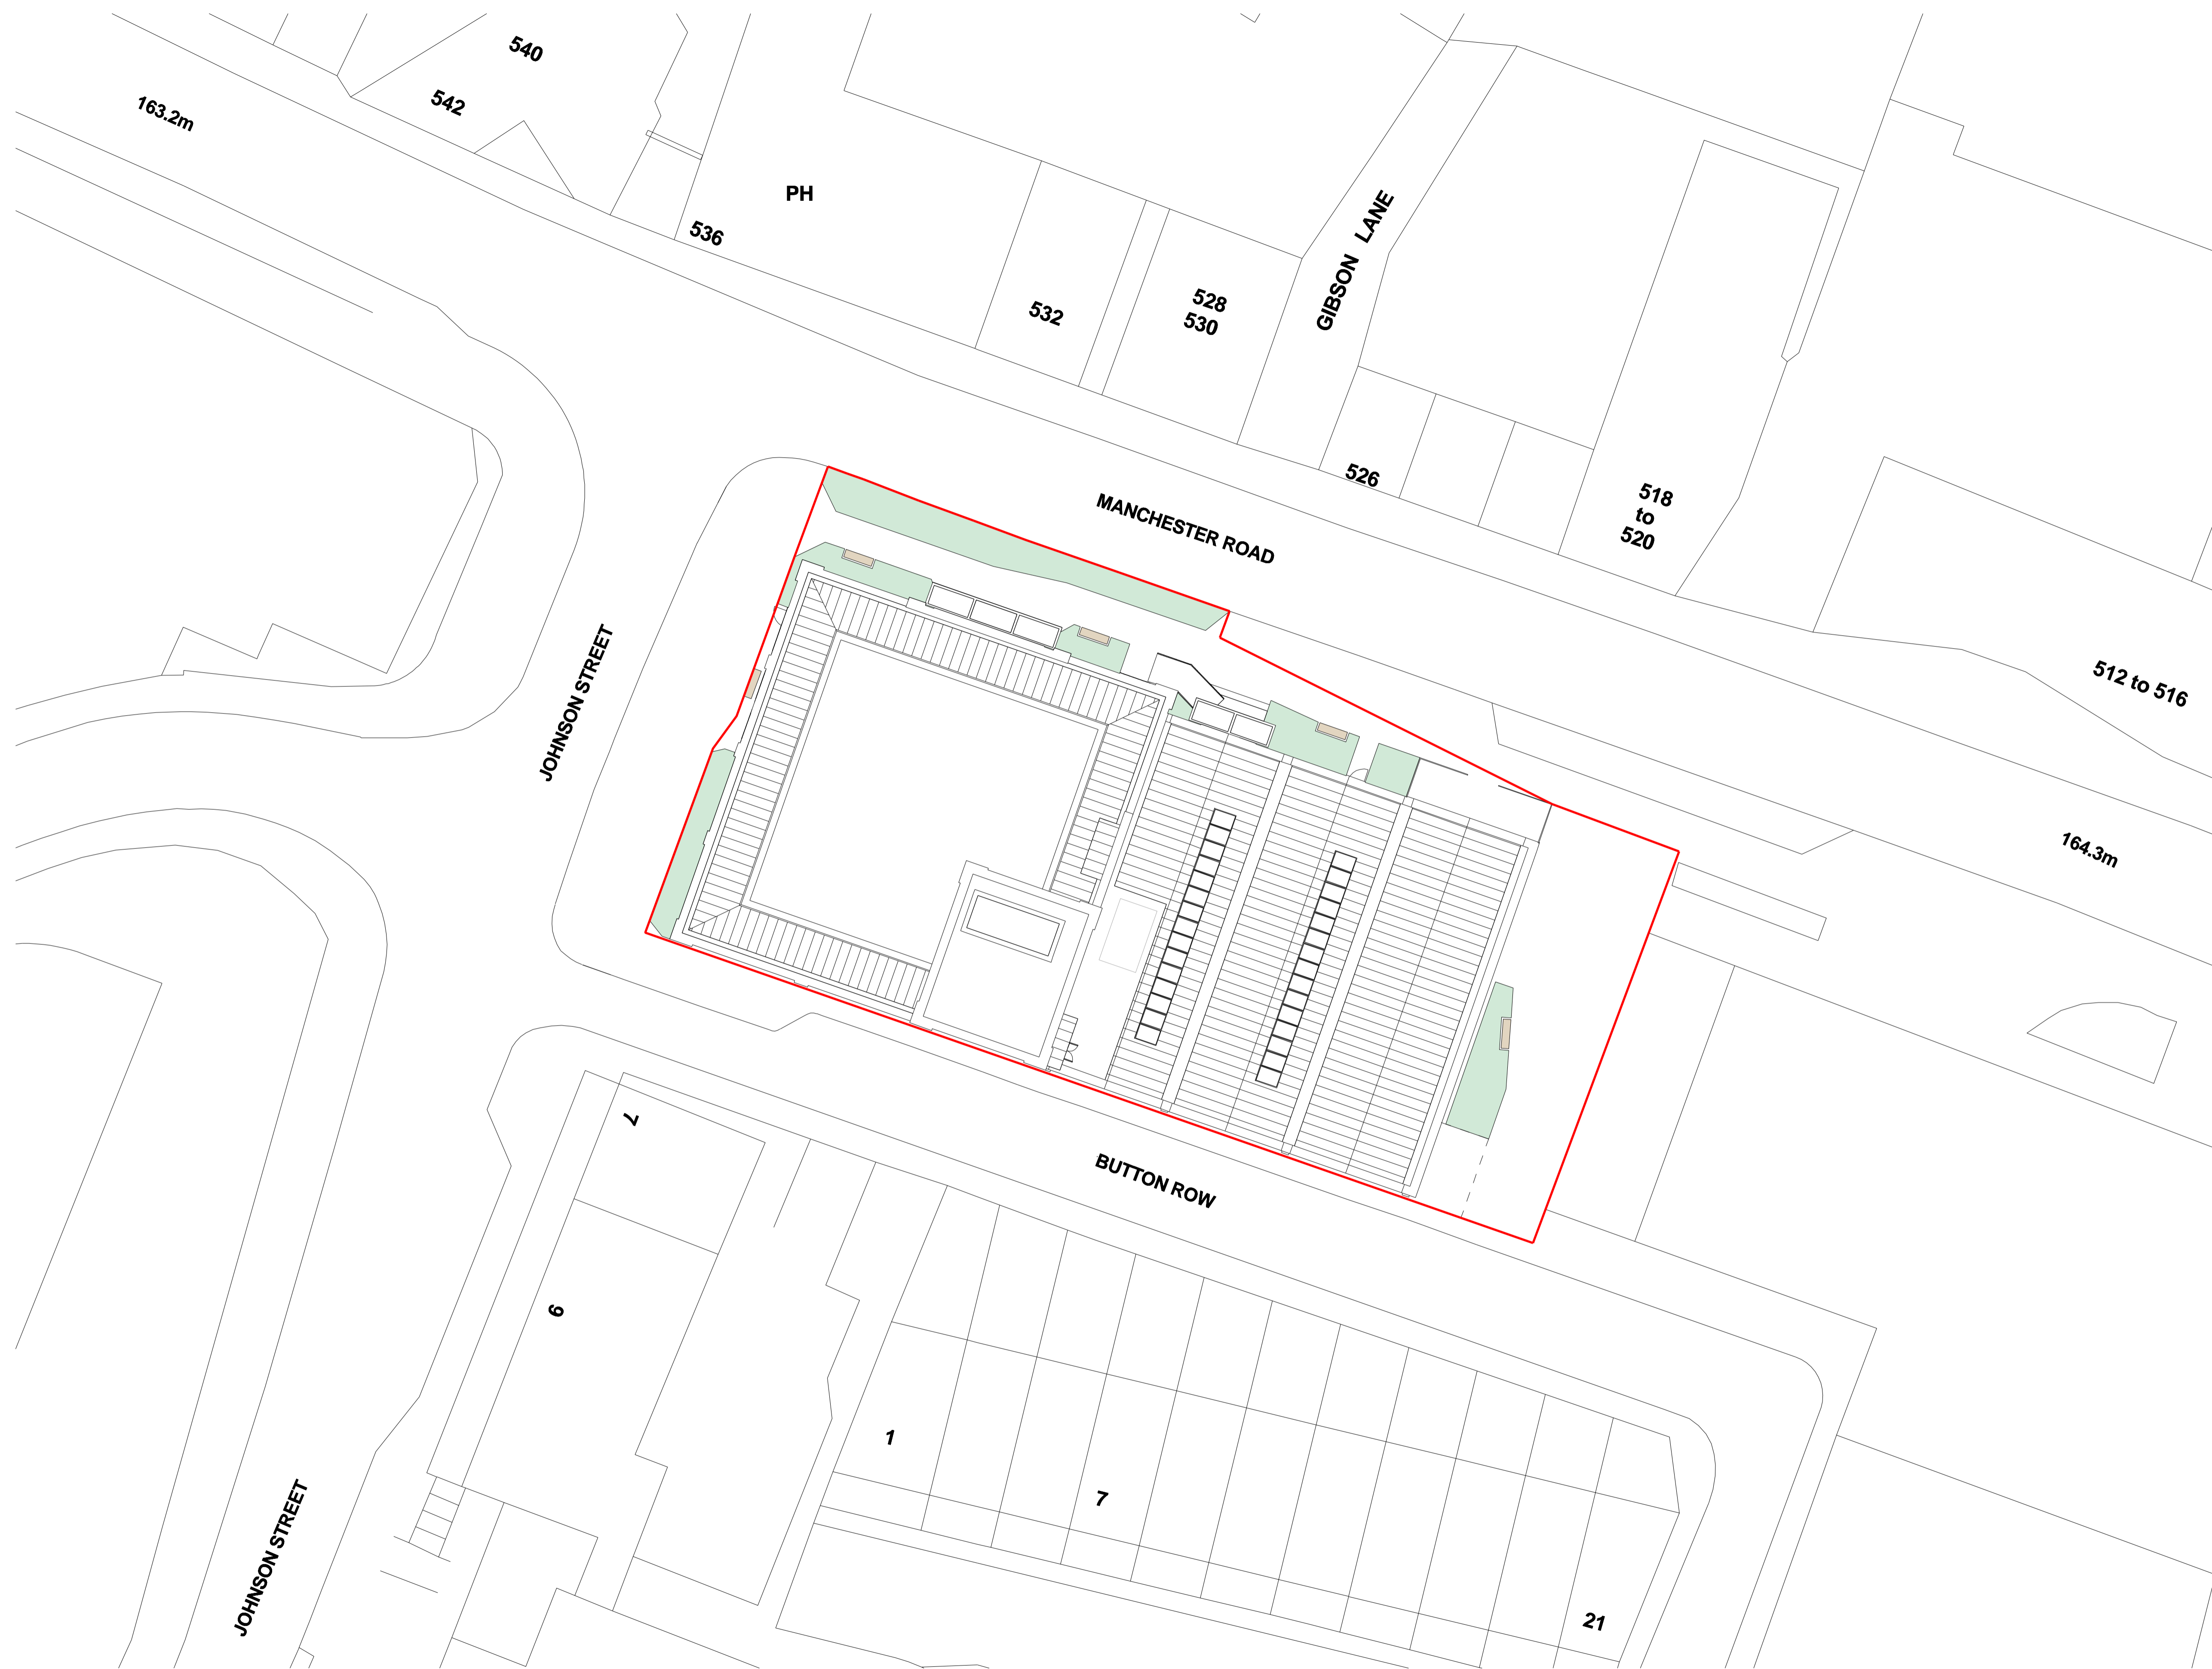 540
542
163.2m
PH
536
532
528
530
GIBSON LANE
526
518
to
520
MANCHESTER ROAD
512 to 516
164.3m
JOHNSON STREET
BUTTON ROW
7
6
1
7
21
JOHNSON STREET